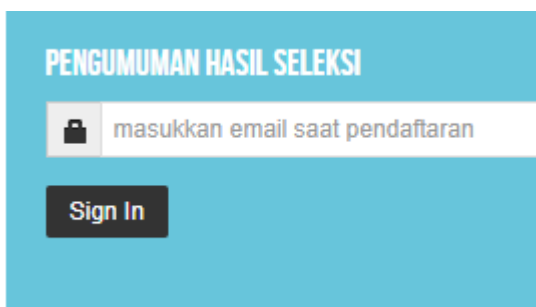 PENGUMUMAN HASIL SELEKSI
masukkan email saat pendaftaran
Sign In